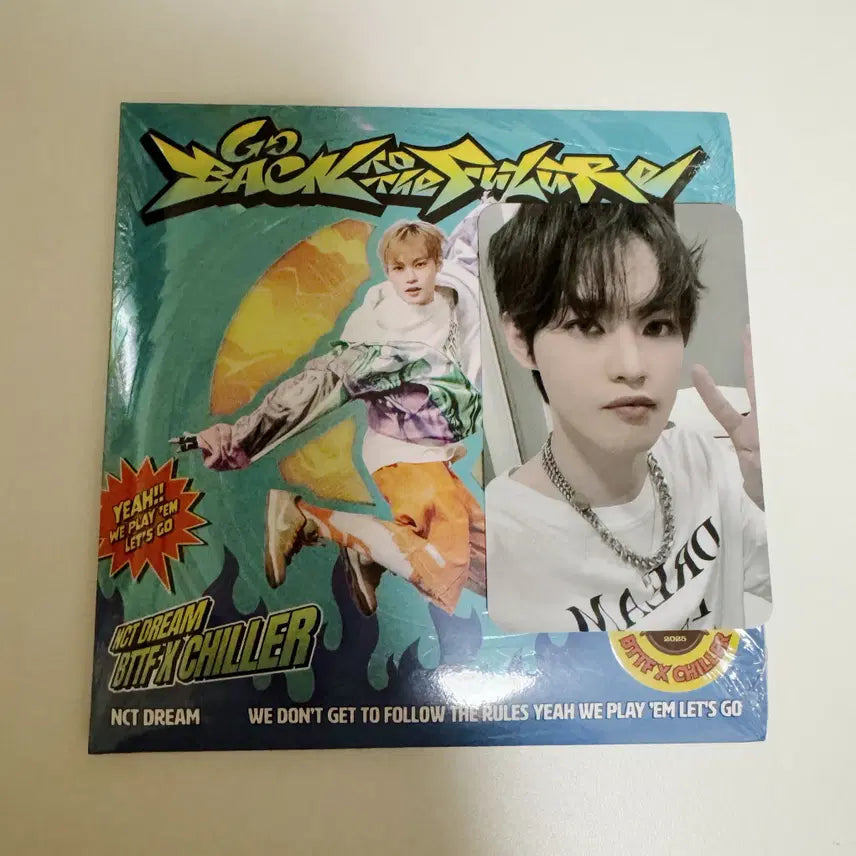 GO
BACK TO THE FUTURE
YEAH!!
WE PLAY 'EM
LET'S GO
DREAM
NCT DREAM
BTTF X CHILLER
2025
BTTF X CHILLER
NCT DREAM
WE DON'T GET TO FOLLOW THE RULES YEAH WE PLAY 'EM LET'S GO